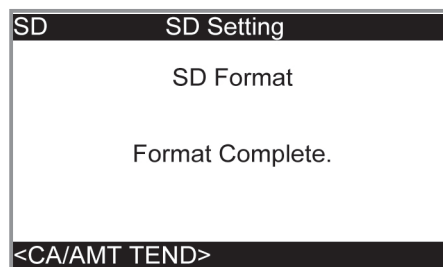 SD SD Setting
SD Format
Format Complete.
<CA/AMT TEND>